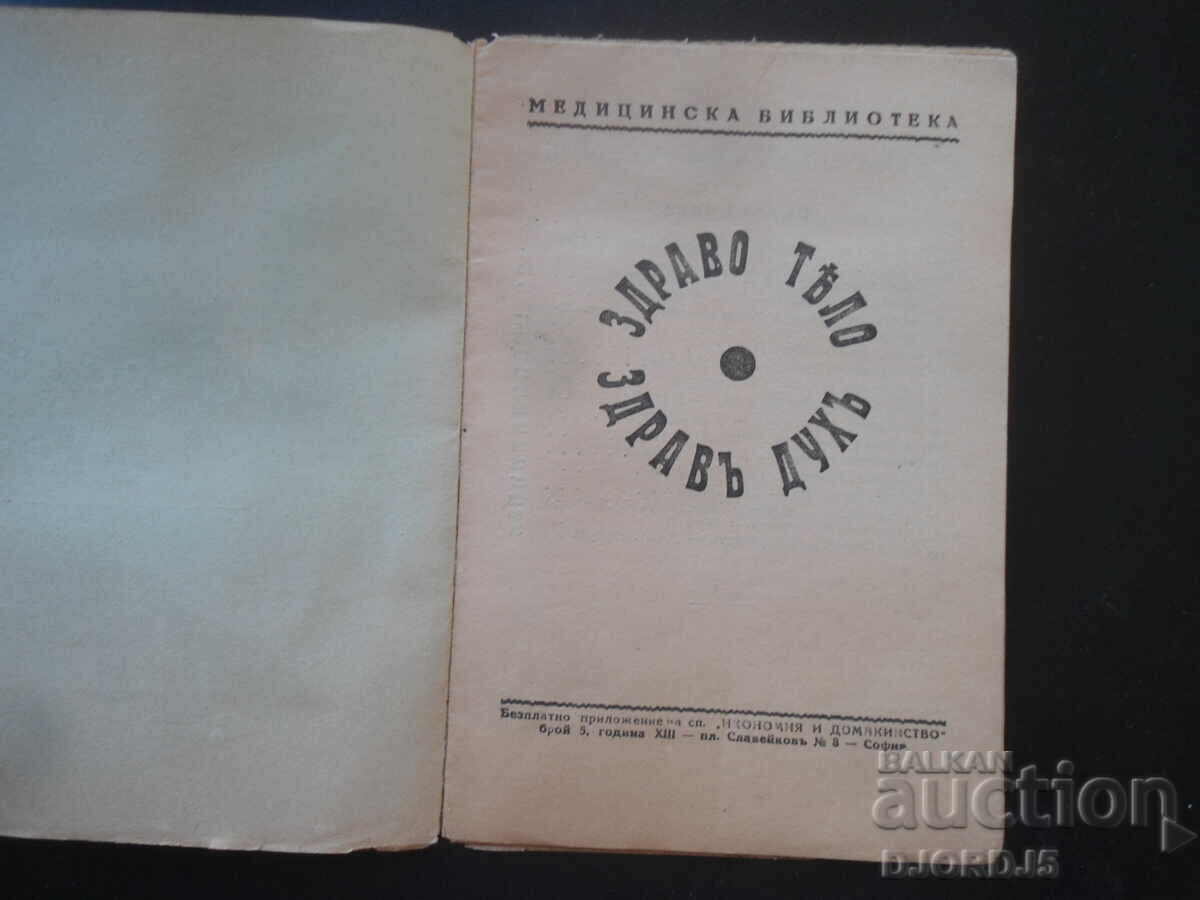 МЕДИЦИНСКА БИБЛИОТЕКА
ЗДРАВО ТѢЛО
ЗДРАВЪ ДУХЪ
Безплатно приложение на сп. „ИКОНОМИЯ И ДОМАКИНСТВО“
брой 5, година XIII — пл. Славейковъ № 8 — София
BALKAN
auction
DJORDJ5